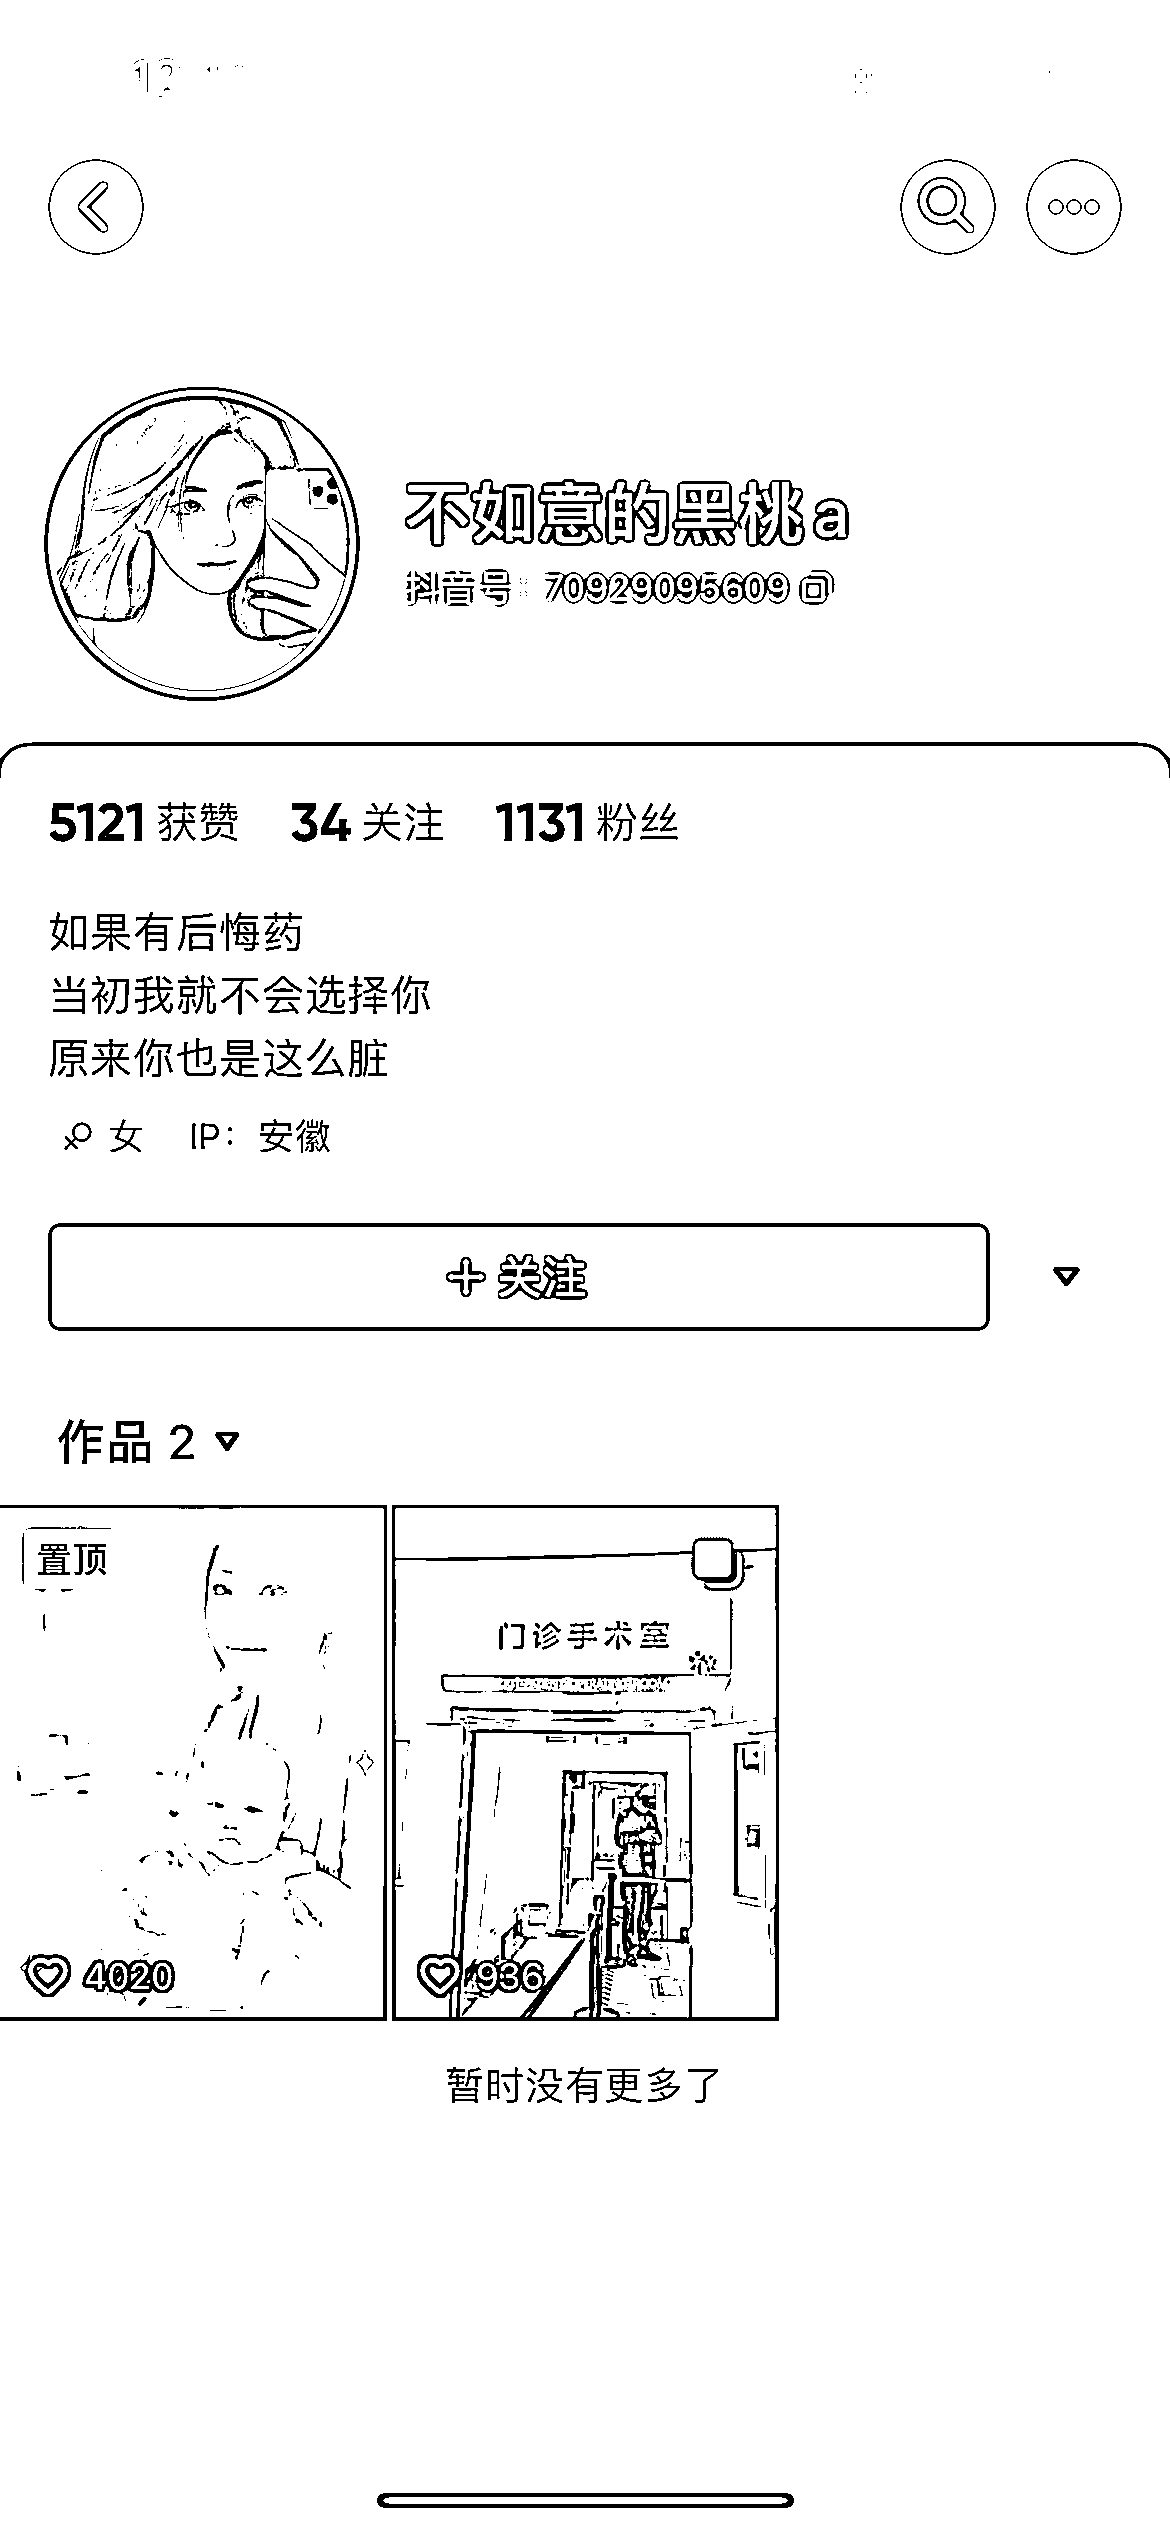 不如意的黑桃a
抖音号: 70929095609
5121 获赞 34 关注 1131 粉丝
如果有后悔药
当初我就不会选择你
原来你也是这么脏
女 IP: 安徽
+ 关注
作品 2
置顶
门诊手术室
4020
936
暂时没有更多了